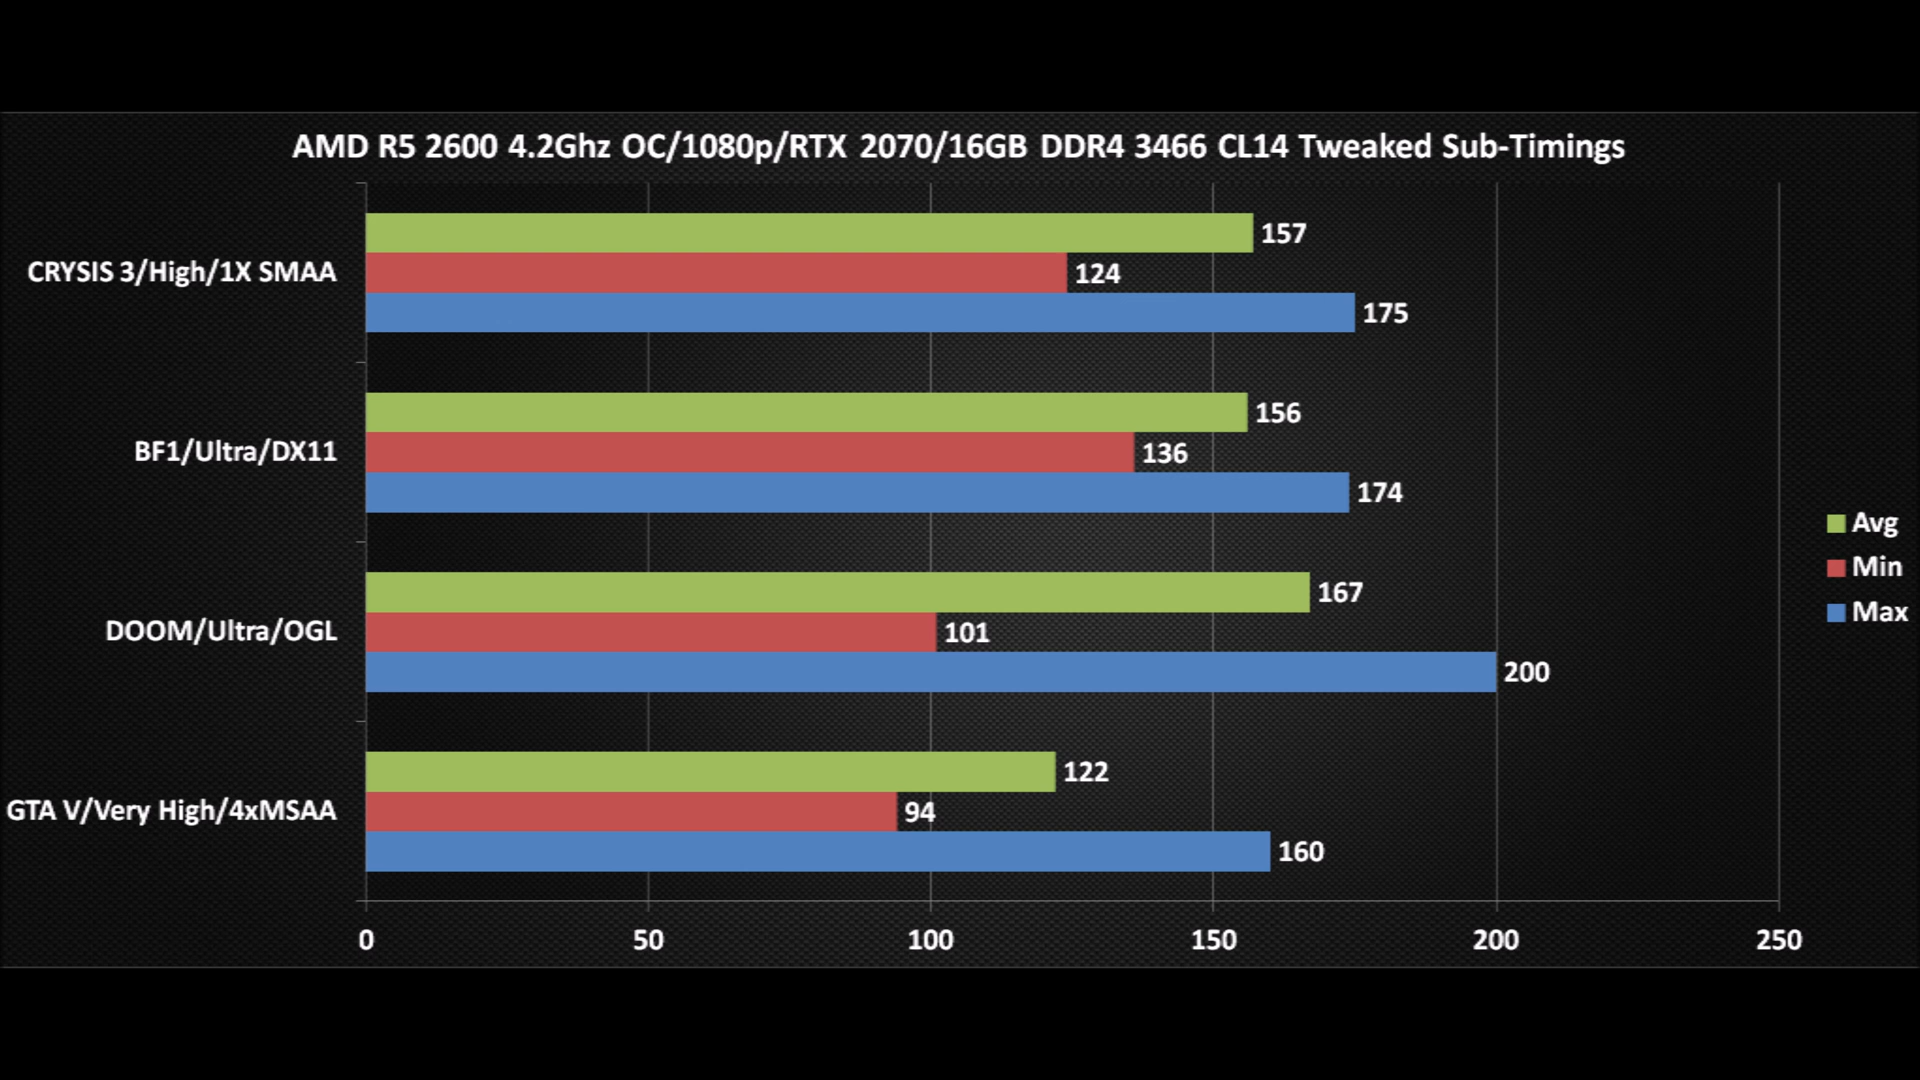 AMD R5 2600 4.2Ghz OC/1080p/RTX 2070/16GB DDR4 3466 CL14 Tweaked Sub-Timings
CRYSIS 3/High/1X SMAA
157
124
175
BF1/Ultra/DX11
156
136
174
DOOM/Ultra/OGL
167
101
200
GTA V/Very High/4xMSAA
122
94
160
0 50 100 150 200 250
Avg
Min
Max